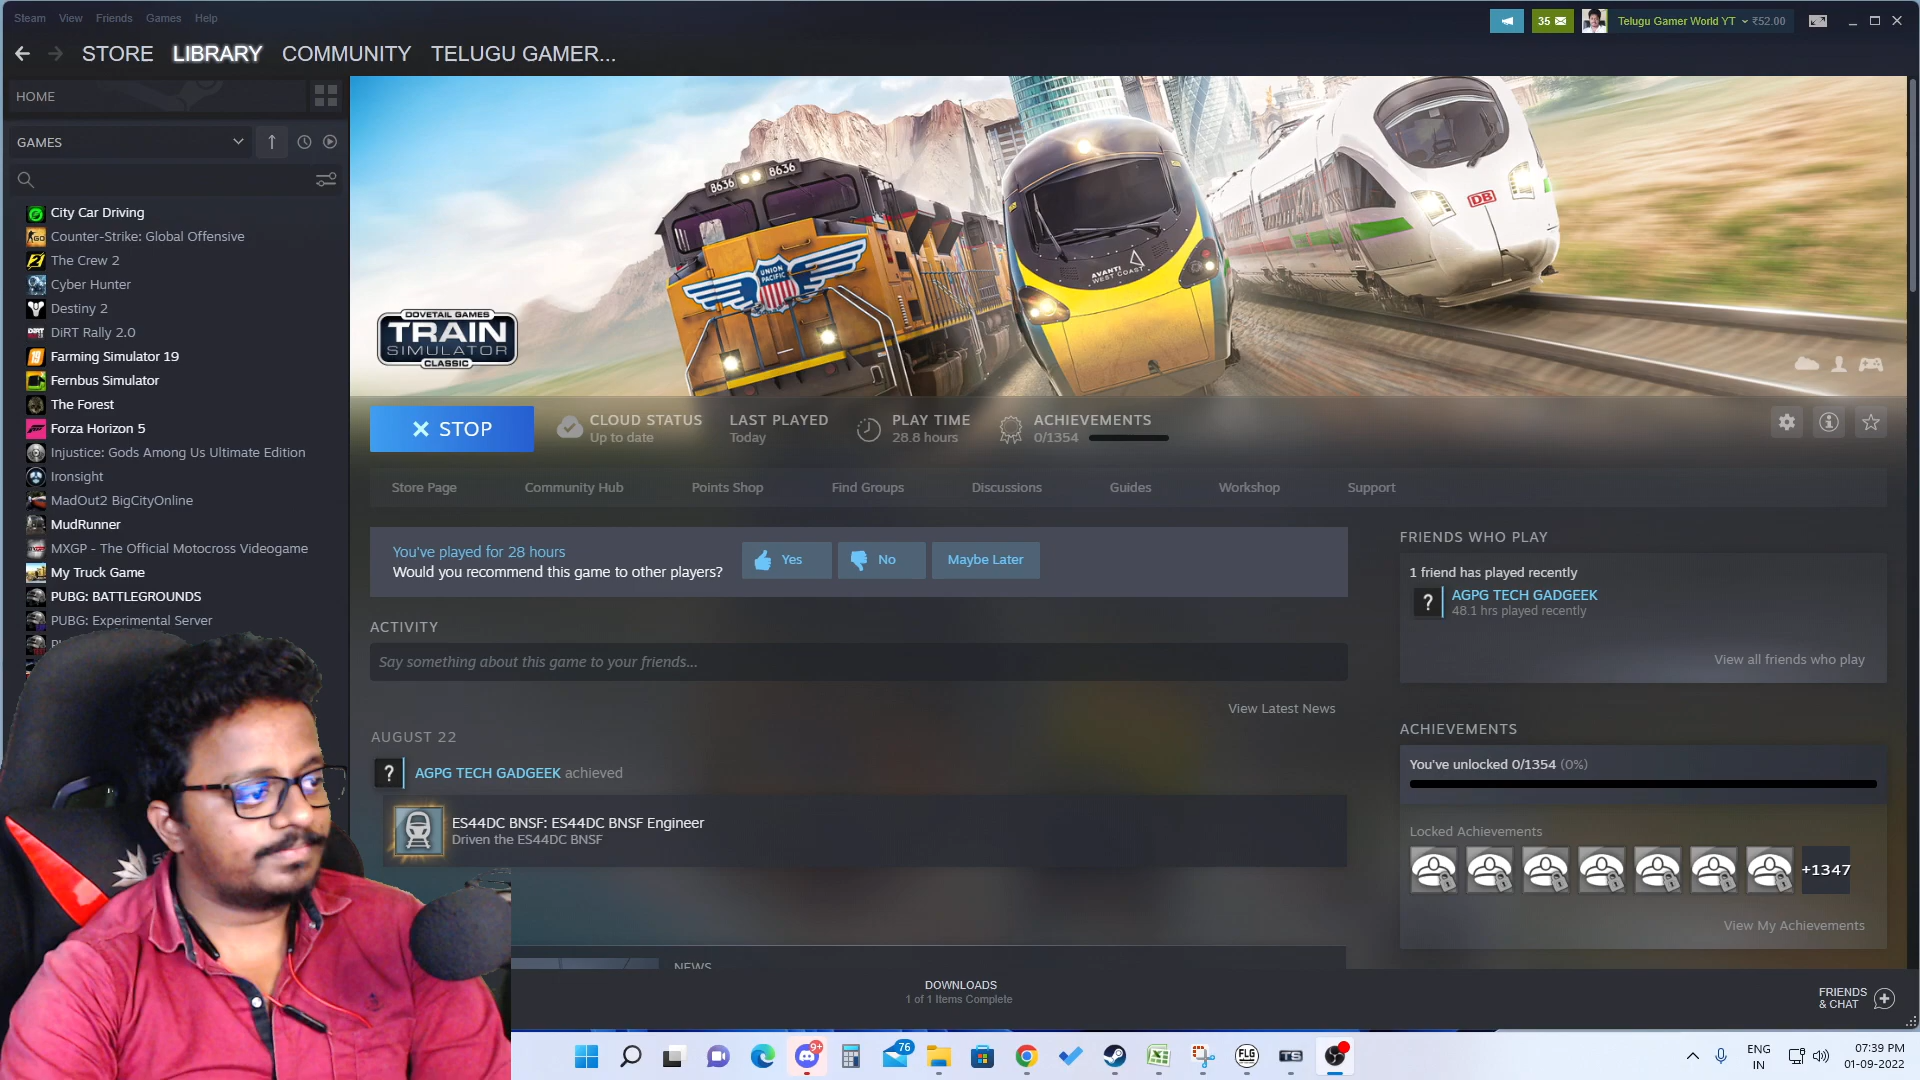 Steam View Friends Games Help
35
Telugu Gamer World YT ₹52.00
STORE LIBRARY COMMUNITY TELUGU GAMER...
HOME
GAMES
City Car Driving
Counter-Strike: Global Offensive
The Crew 2
Cyber Hunter
Destiny 2
DiRT Rally 2.0
Farming Simulator 19
Fernbus Simulator
The Forest
Forza Horizon 5
Injustice: Gods Among Us Ultimate Edition
Ironsight
MadOut2 BigCityOnline
MudRunner
MXGP - The Official Motocross Videogame
My Truck Game
PUBG: BATTLEGROUNDS
PUBG: Experimental Server
8636 8636
UNION PACIFIC
AVANTI WEST COAST
DB
DOVETAIL GAMES
TRAIN
SIMULATOR
CLASSIC
STOP
CLOUD STATUS
Up to date
LAST PLAYED
Today
PLAY TIME
28.8 hours
ACHIEVEMENTS
0/1354
Store Page Community Hub Points Shop Find Groups Discussions Guides Workshop Support
You've played for 28 hours
Would you recommend this game to other players?
Yes No Maybe Later
ACTIVITY
Say something about this game to your friends...
View Latest News
AUGUST 22
? AGPG TECH GADGEEK achieved
ES44DC BNSF: ES44DC BNSF Engineer
Driven the ES44DC BNSF
NEWS
FRIENDS WHO PLAY
1 friend has played recently
? AGPG TECH GADGEEK
48.1 hrs played recently
View all friends who play
ACHIEVEMENTS
You've unlocked 0/1354 (0%)
Locked Achievements
+1347
View My Achievements
DOWNLOADS
1 of 1 Items Complete
FRIENDS
& CHAT
9+
76
FLG
TS
ENG
IN
07:39 PM
01-09-2022